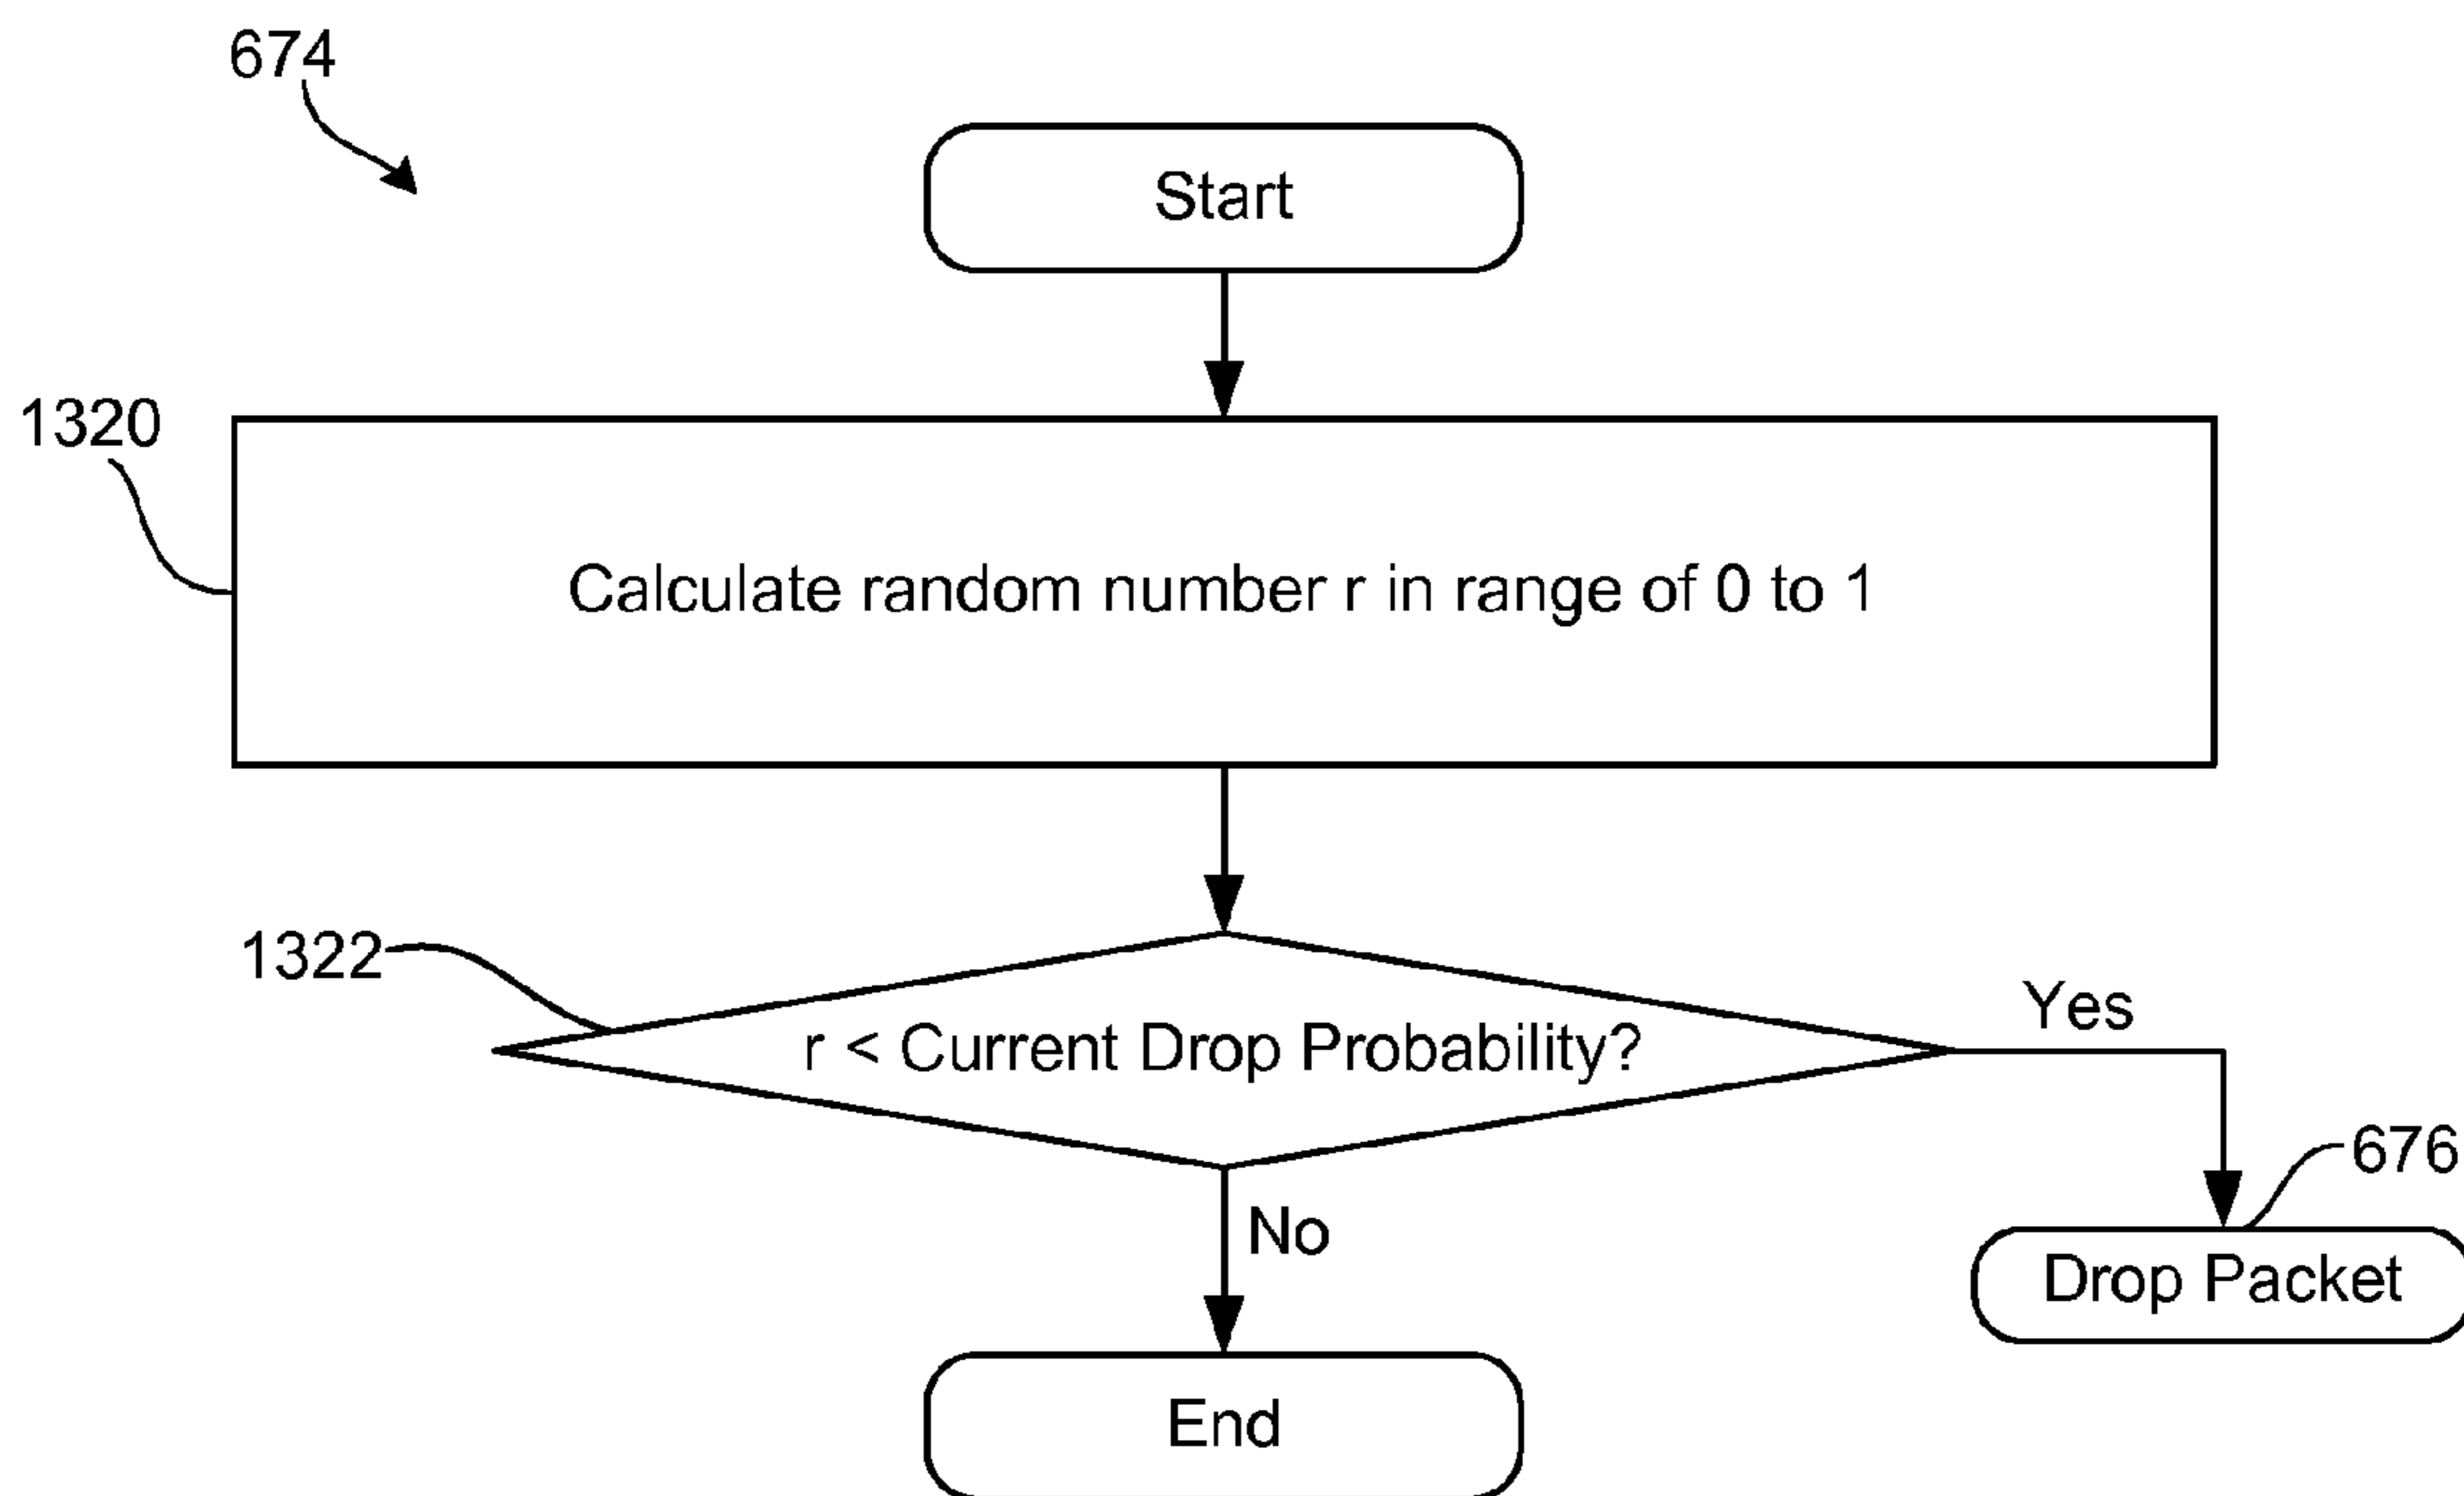 674
Start
1320
Calculate random number r in range of 0 to 1
1322
r < Current Drop Probability?
Yes
676
Drop Packet
No
End